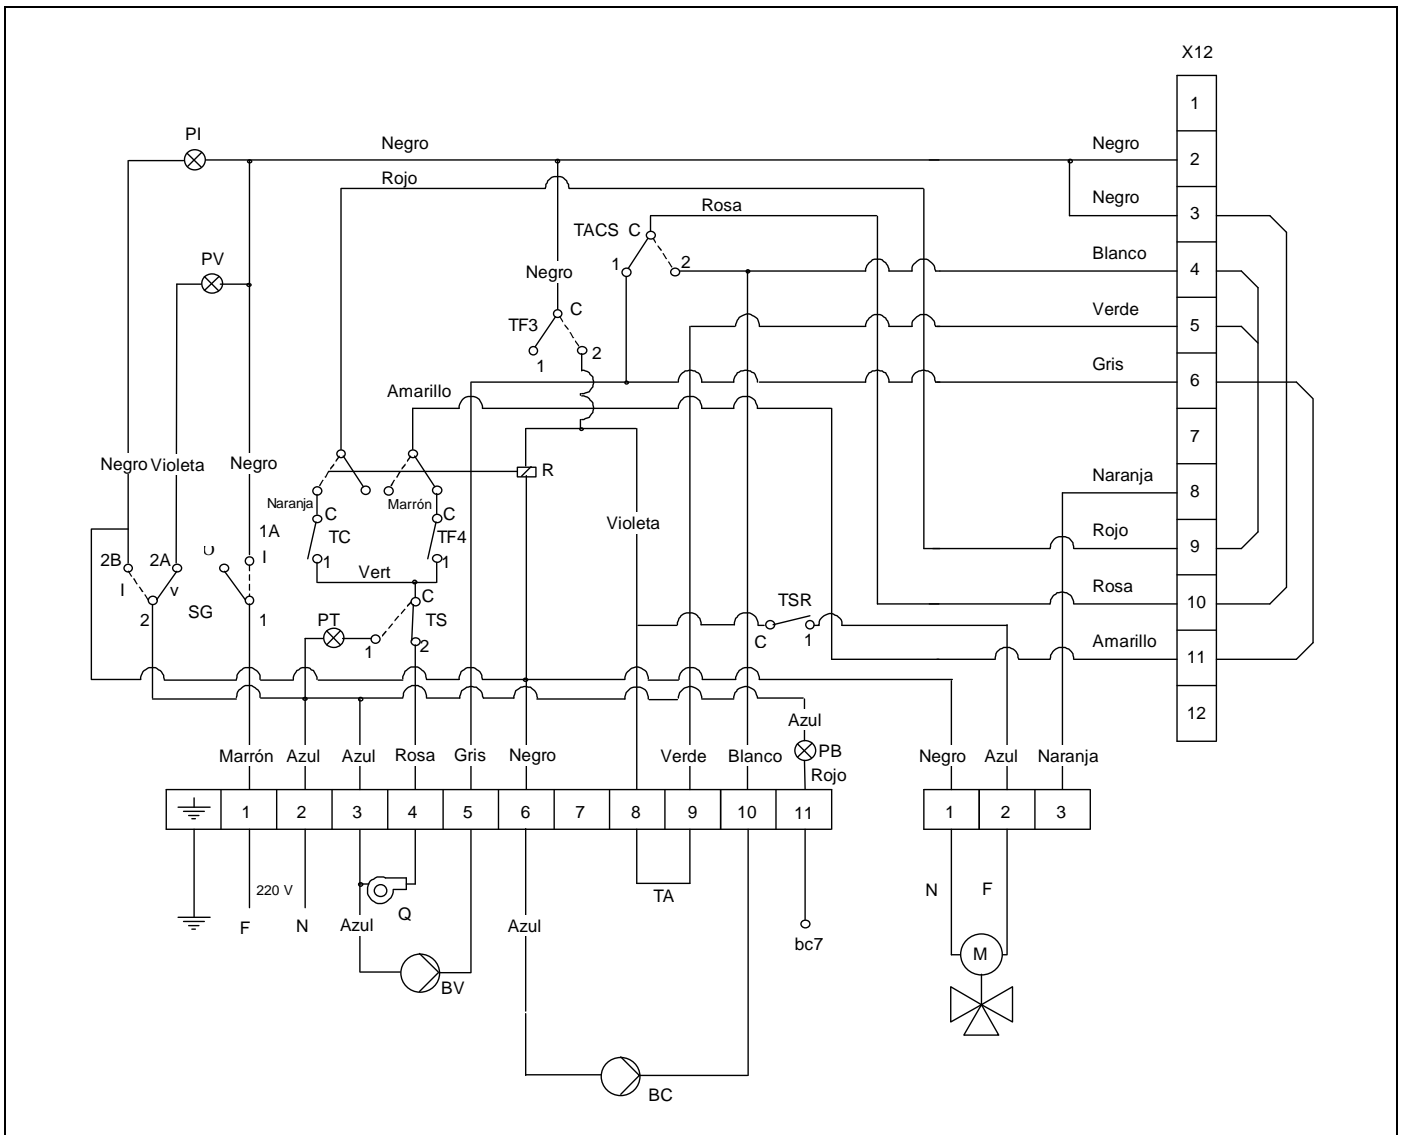 X12
1
PI
Negro
Negro
2
Rojo
Negro
3
Rosa
TACS C
1
2
Blanco
4
PV
Negro
C
TF3
1
2
Verde
5
Gris
6
Amarillo
7
Negro
Violeta
Negro
R
Naranja
8
Naranja
Marrón
C
C
Violeta
1A
TC
TF4
Rojo
9
2B
2A
I
1
1
I
v
Vert
Rosa
10
C
TSR
2
SG
1
PT
TS
C
1
1
2
Amarillo
11
12
Azul
Marrón
Azul
Azul
Rosa
Gris
Negro
Verde
Blanco
PB
Rojo
Negro
Azul
Naranja
1
2
3
4
5
6
7
8
9
10
11
1
2
3
220 V
TA
N
F
F
N
Azul
Q
Azul
bc7
M
BV
BC